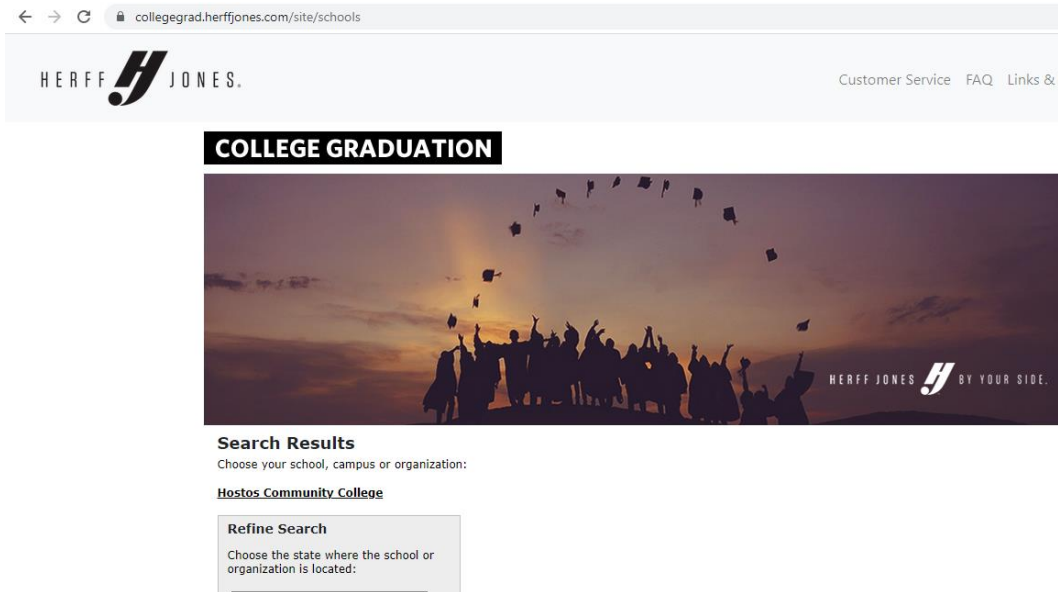 collegegrad.herffjones.com/site/schools
HERFF JONES.
Customer Service FAQ Links &
COLLEGE GRADUATION
HERFF JONES BY YOUR SIDE.
Search Results
Choose your school, campus or organization:
Hostos Community College
Refine Search
Choose the state where the school or
organization is located: